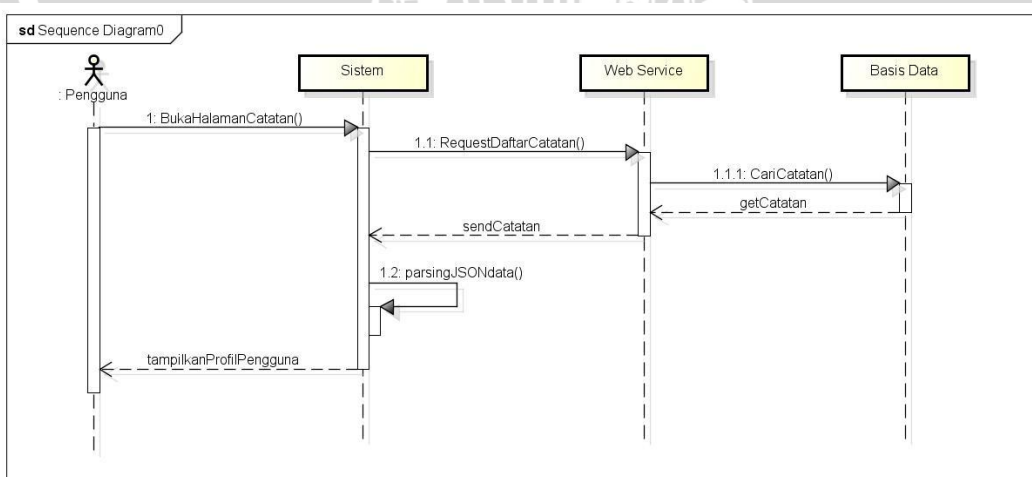 sd Sequence Diagram0
Sistem
Web Service
Basis Data
: Pengguna
1: BukaHalamanCatatan()
1.1: RequestDaftarCatatan()
1.1.1: CariCatatan()
getCatatan
sendCatatan
1.2: parsingJSONdata()
tampilkanProfilPengguna